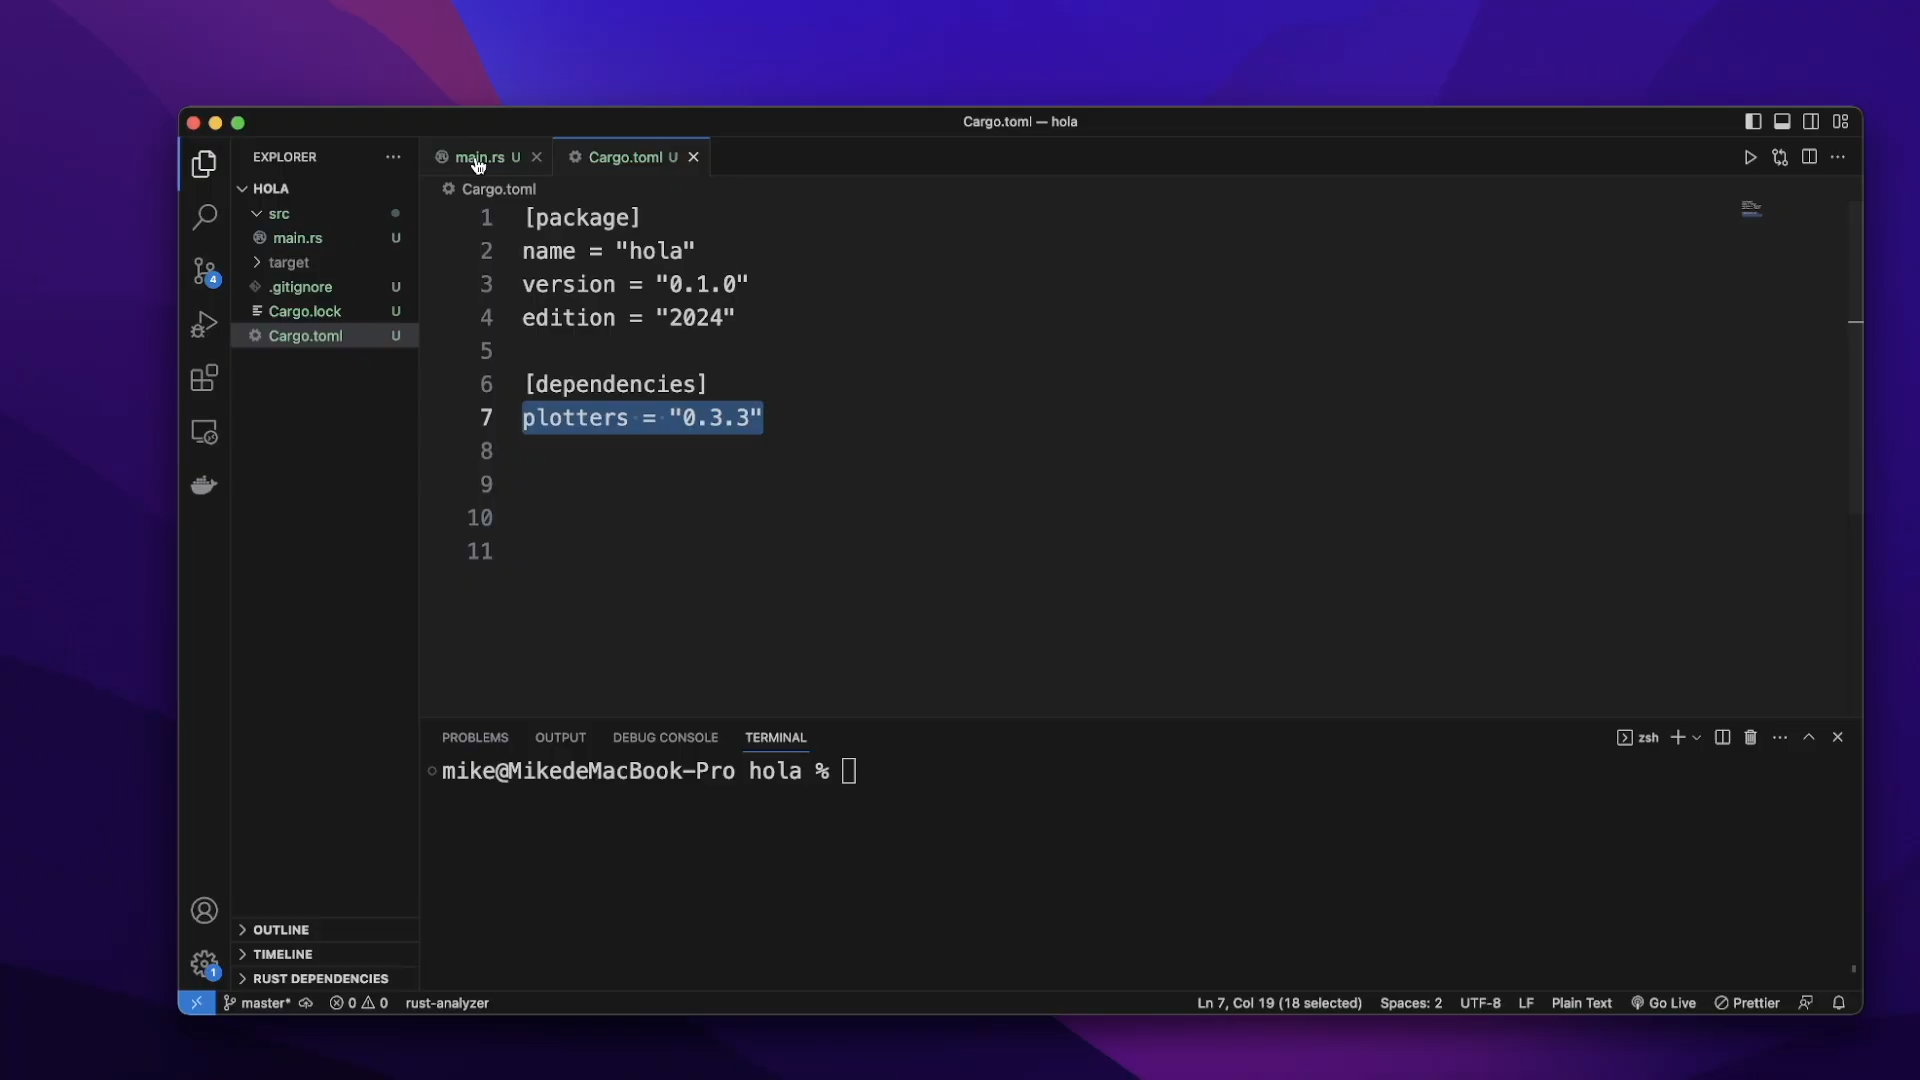 Cargo.toml — hola
EXPLORER
main.rs U
Cargo.toml U
HOLA
Cargo.toml
src
main.rs U
target
.gitignore U
Cargo.lock U
Cargo.toml U
4
1 [package]
2 name = "hola"
3 version = "0.1.0"
4 edition = "2024"
5
6 [dependencies]
7 plotters = "0.3.3"
8
9
10
11
PROBLEMS OUTPUT DEBUG CONSOLE TERMINAL
zsh
mike@MikedeMacBook-Pro hola %
OUTLINE
TIMELINE
RUST DEPENDENCIES
1
master* 0 0 rust-analyzer
Ln 7, Col 19 (18 selected) Spaces: 2 UTF-8 LF Plain Text Go Live Prettier